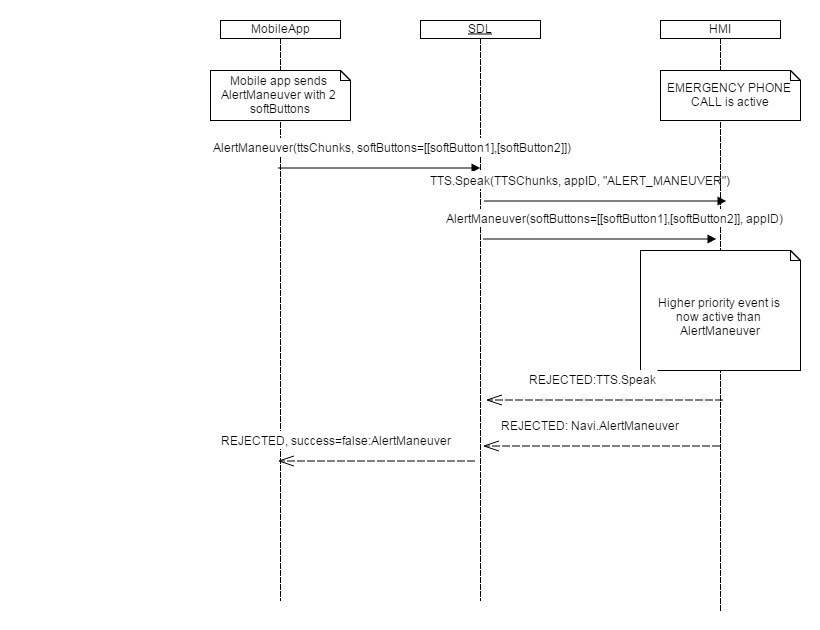 MobileApp
SDL
HMI
Mobile app sends
AlertManeuver with 2
softButtons
EMERGENCY PHONE
CALL is active
AlertManeuver(ttsChunks, softButtons=[[softButton1],[softButton2]])
TTS.Speak(TTSChunks, appID, "ALERT_MANEUVER")
AlertManeuver(softButtons=[[softButton1],[softButton2]], appID)
Higher priority event is
now active than
AlertManeuver
REJECTED:TTS.Speak
REJECTED: Navi.AlertManeuver
REJECTED, success=false:AlertManeuver